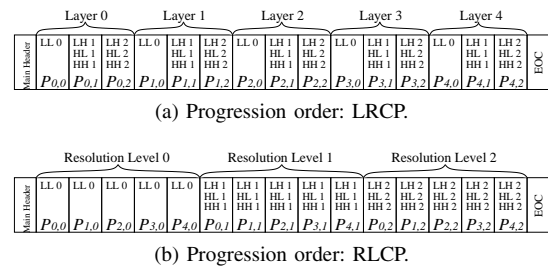 Layer 0 Layer 1 Layer 2 Layer 3 Layer 4
Main Header
LL 0 LH 1 LH 2 LL 0 LH 1 LH 2 LL 0 LH 1 LH 2 LL 0 LH 1 LH 2 LL 0 LH 1 LH 2
HL 1 HL 2 HL 1 HL 2 HL 1 HL 2 HL 1 HL 2 HL 1 HL 2
HH 1 HH 2 HH 1 HH 2 HH 1 HH 2 HH 1 HH 2 HH 1 HH 2
P0,0 P0,1 P0,2 P1,0 P1,1 P1,2 P2,0 P2,1 P2,2 P3,0 P3,1 P3,2 P4,0 P4,1 P4,2
EOC
(a) Progression order: LRCP.
Resolution Level 0 Resolution Level 1 Resolution Level 2
Main Header
LL 0 LL 0 LL 0 LL 0 LL 0 LH 1 LH 1 LH 1 LH 1 LH 1 LH 2 LH 2 LH 2 LH 2 LH 2
HL 1 HL 1 HL 1 HL 1 HL 1 HL 2 HL 2 HL 2 HL 2 HL 2
HH 1 HH 1 HH 1 HH 1 HH 1 HH 2 HH 2 HH 2 HH 2 HH 2
P0,0 P1,0 P2,0 P3,0 P4,0 P0,1 P1,1 P2,1 P3,1 P4,1 P0,2 P1,2 P2,2 P3,2 P4,2
EOC
(b) Progression order: RLCP.